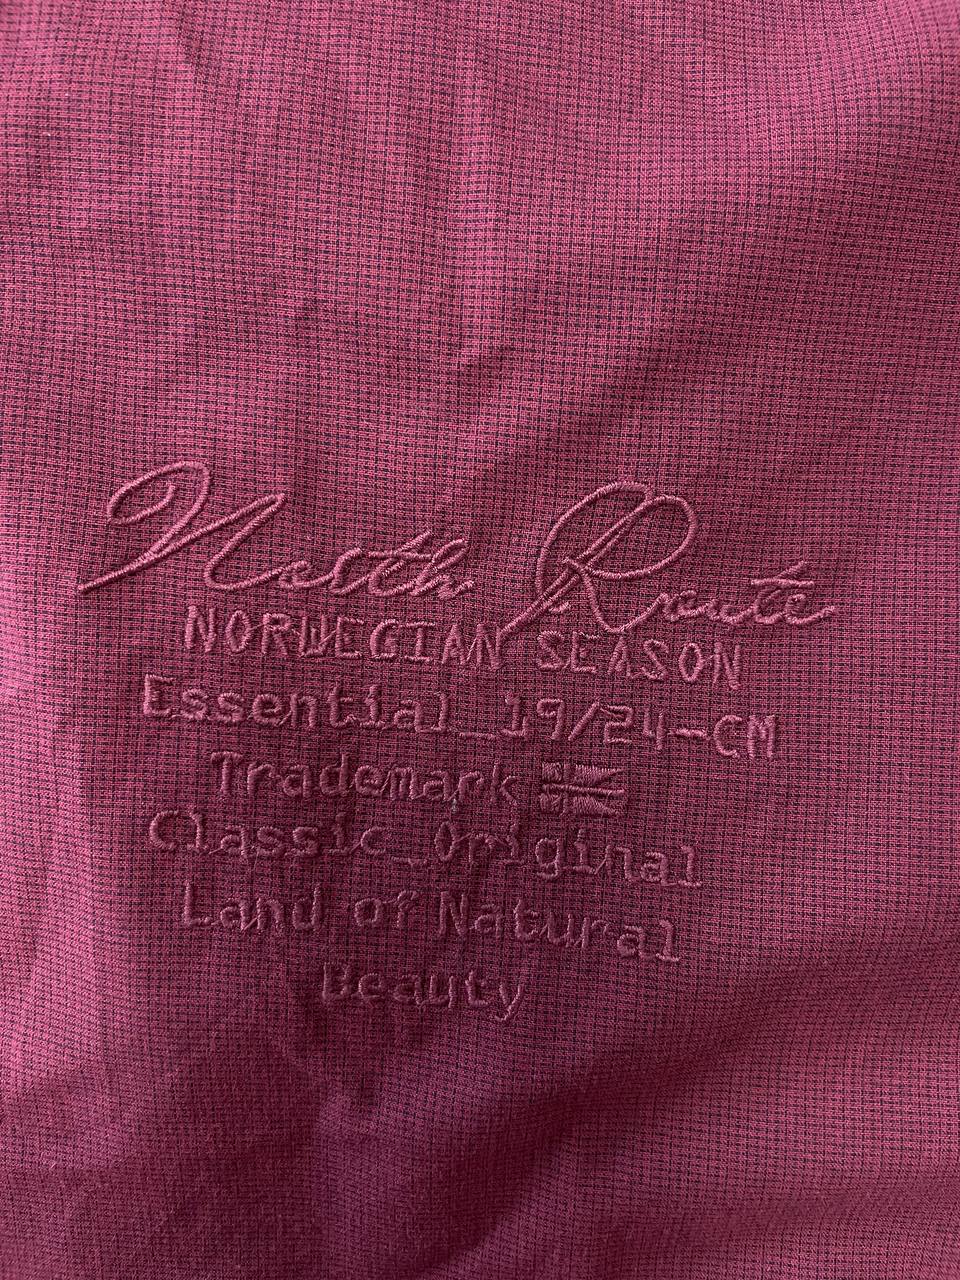 North Route
NORWEGIAN SEASON
Essential_19/24-CM
Trademark
Classic_Original
Land of Natural
Beauty